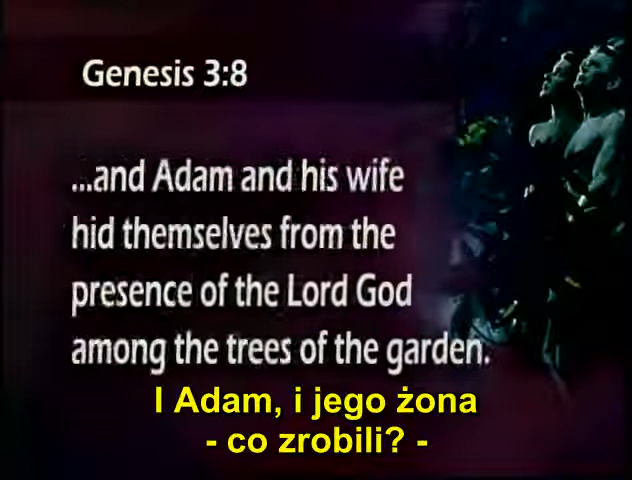 Genesis 3:8
...and Adam and his wife
hid themselves from the
presence of the Lord God
among the trees of the garden.
I Adam, i jego żona
- co zrobili? -